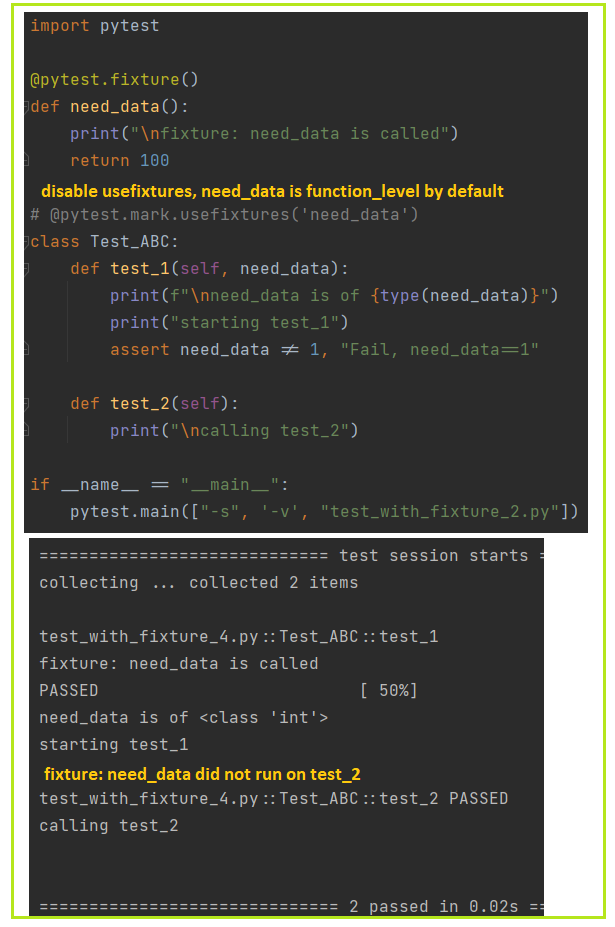 import pytest
@pytest.fixture()
def need_data():
    print("\nfixture: need_data is called")
    return 100
disable usefixtures, need_data is function_level by default
# @pytest.mark.usefixtures('need_data')
class Test_ABC:
    def test_1(self, need_data):
        print(f"\nneed_data is of {type(need_data)}")
        print("starting test_1")
        assert need_data != 1, "Fail, need_data==1"
    def test_2(self):
        print("\ncalling test_2")
if __name__ == "__main__":
    pytest.main(["-s", '-v', "test_with_fixture_2.py"])
============================= test session starts =
collecting ... collected 2 items
test_with_fixture_4.py::Test_ABC::test_1
fixture: need_data is called
PASSED                          [ 50%]
need_data is of <class 'int'>
starting test_1
fixture: need_data did not run on test_2
test_with_fixture_4.py::Test_ABC::test_2 PASSED
calling test_2
============================== 2 passed in 0.02s ==